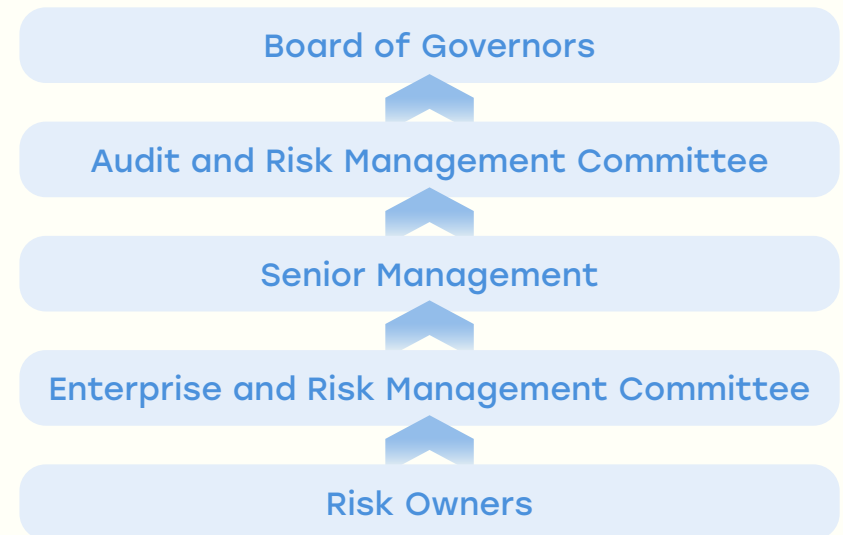 Board of Governors
Audit and Risk Management Committee
Senior Management
Enterprise and Risk Management Committee
Risk Owners